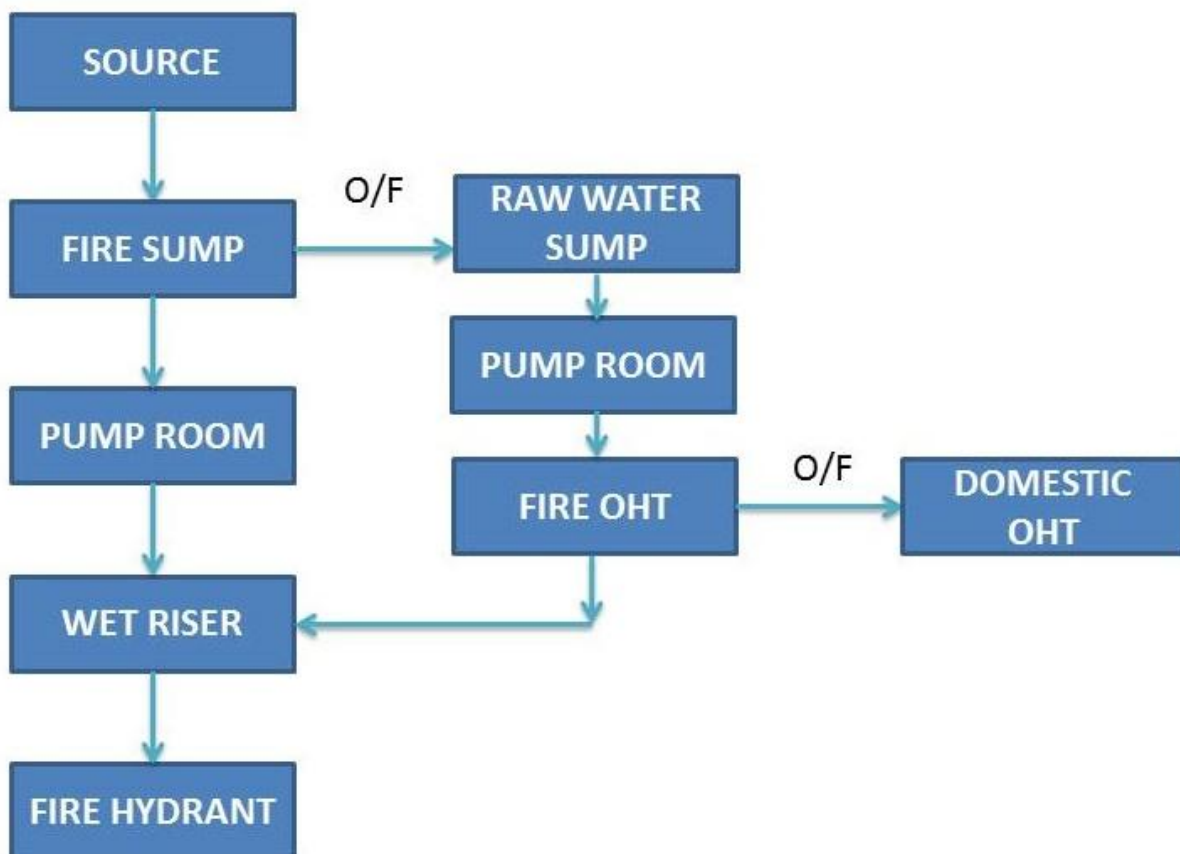 SOURCE
FIRE SUMP
O/F
RAW WATER
SUMP
PUMP ROOM
PUMP ROOM
FIRE OHT
O/F
DOMESTIC
OHT
WET RISER
FIRE HYDRANT